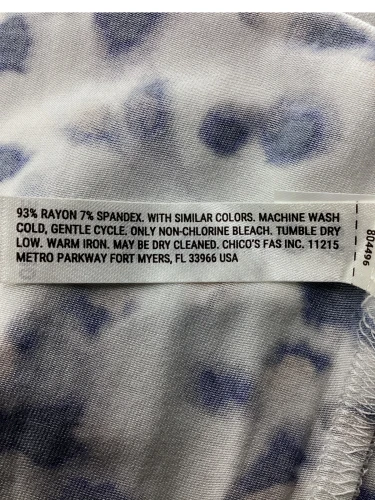 93% RAYON 7% SPANDEX. WITH SIMILAR COLORS. MACHINE WASH
COLD, GENTLE CYCLE. ONLY NON-CHLORINE BLEACH. TUMBLE DRY
LOW. WARM IRON. MAY BE DRY CLEANED. CHICO'S FAS INC. 11215
METRO PARKWAY FORT MYERS, FL 33966 USA
804496